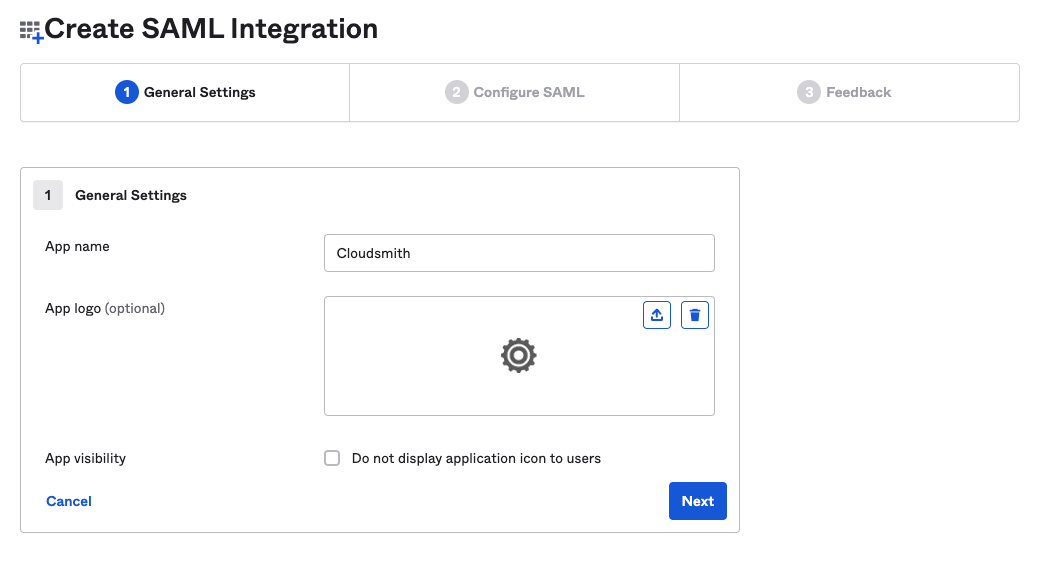 Create SAML Integration
1 General Settings
2 Configure SAML
3 Feedback
1 General Settings
App name
Cloudsmith
App logo (optional)
App visibility
Do not display application icon to users
Cancel
Next